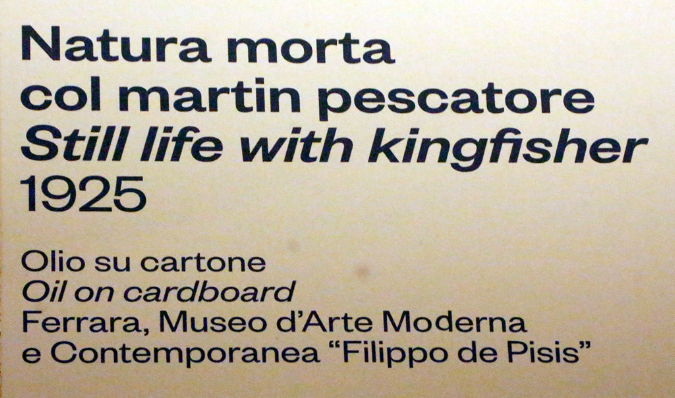 Natura morta
col martin pescatore
Still life with kingfisher
1925
Olio su cartone
Oil on cardboard
Ferrara, Museo d’Arte Moderna
e Contemporanea “Filippo de Pisis”